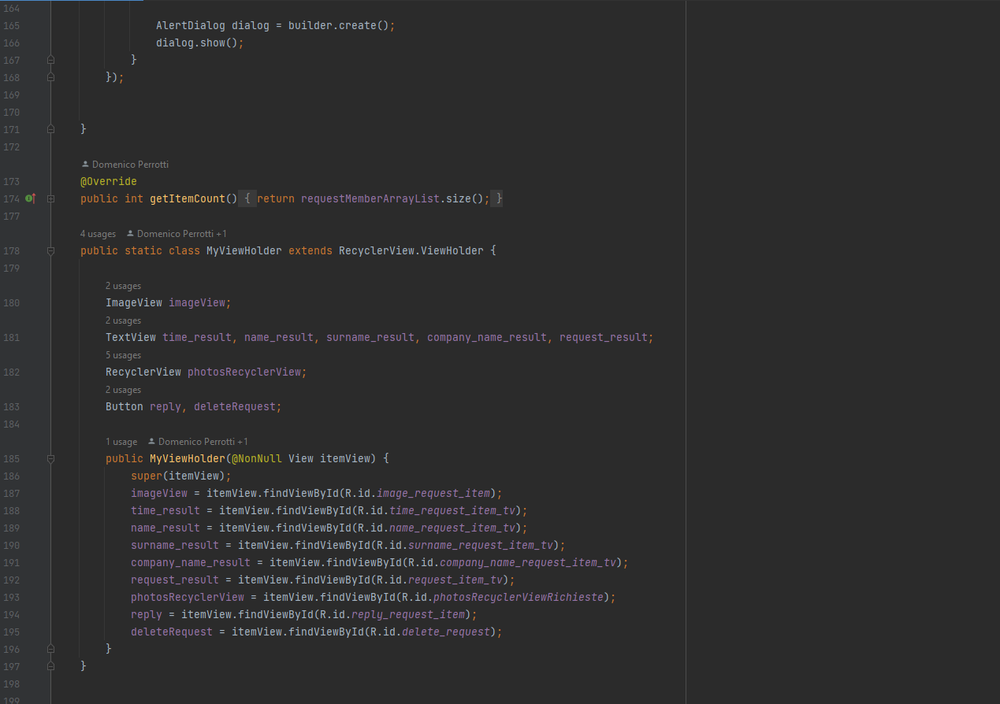 164
165 AlertDialog dialog = builder.create();
166 dialog.show();
167 }
168 });
169
170
171 }
172
Domenico Perrotti
173 @Override
174 public int getItemCount() { return requestMemberArrayList.size(); }
177
4 usages Domenico Perrotti +1
178 public static class MyViewHolder extends RecyclerView.ViewHolder {
179
2 usages
180 ImageView imageView;
2 usages
181 TextView time_result, name_result, surname_result, company_name_result, request_result;
5 usages
182 RecyclerView photosRecyclerView;
2 usages
183 Button reply, deleteRequest;
184
1 usage Domenico Perrotti +1
185 public MyViewHolder(@NonNull View itemView) {
186 super(itemView);
187 imageView = itemView.findViewById(R.id.image_request_item);
188 time_result = itemView.findViewById(R.id.time_request_item_tv);
189 name_result = itemView.findViewById(R.id.name_request_item_tv);
190 surname_result = itemView.findViewById(R.id.surname_request_item_tv);
191 company_name_result = itemView.findViewById(R.id.company_name_request_item_tv);
192 request_result = itemView.findViewById(R.id.request_item_tv);
193 photosRecyclerView = itemView.findViewById(R.id.photosRecyclerViewRichieste);
194 reply = itemView.findViewById(R.id.reply_request_item);
195 deleteRequest = itemView.findViewById(R.id.delete_request);
196 }
197 }
198
199